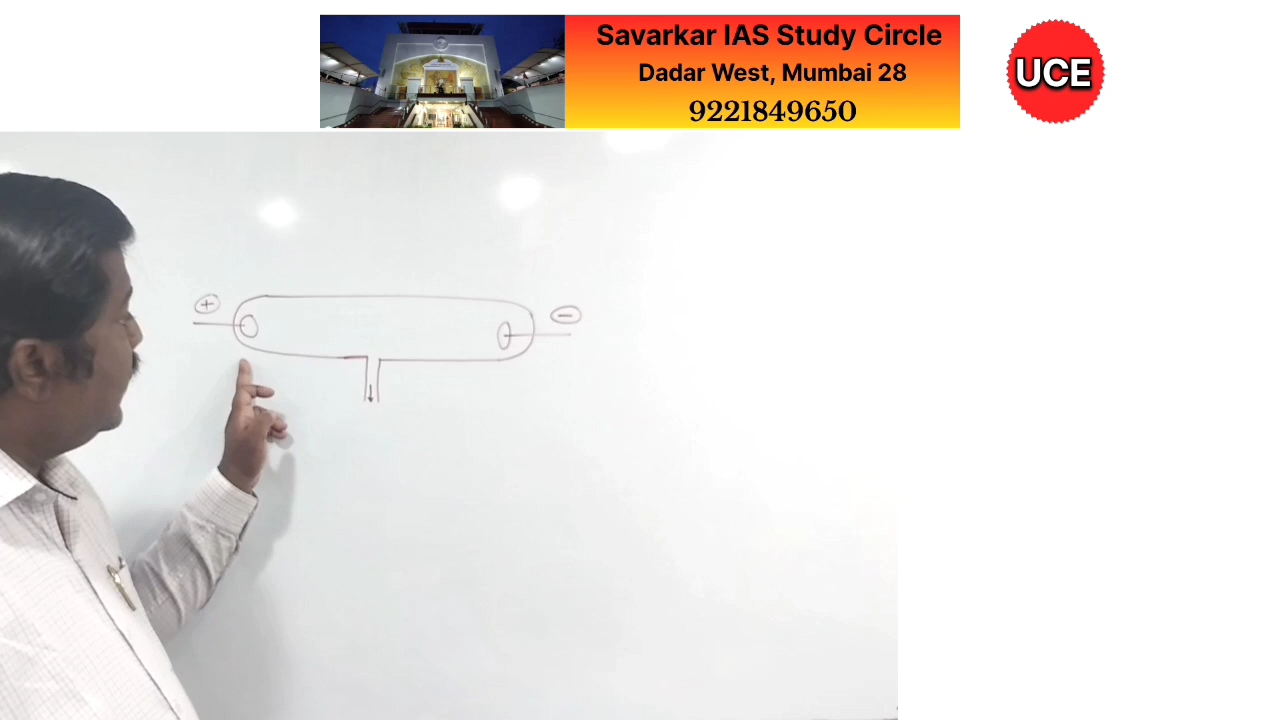 Savarkar IAS Study Circle
Dadar West, Mumbai 28
9221849650
UCE
+
−